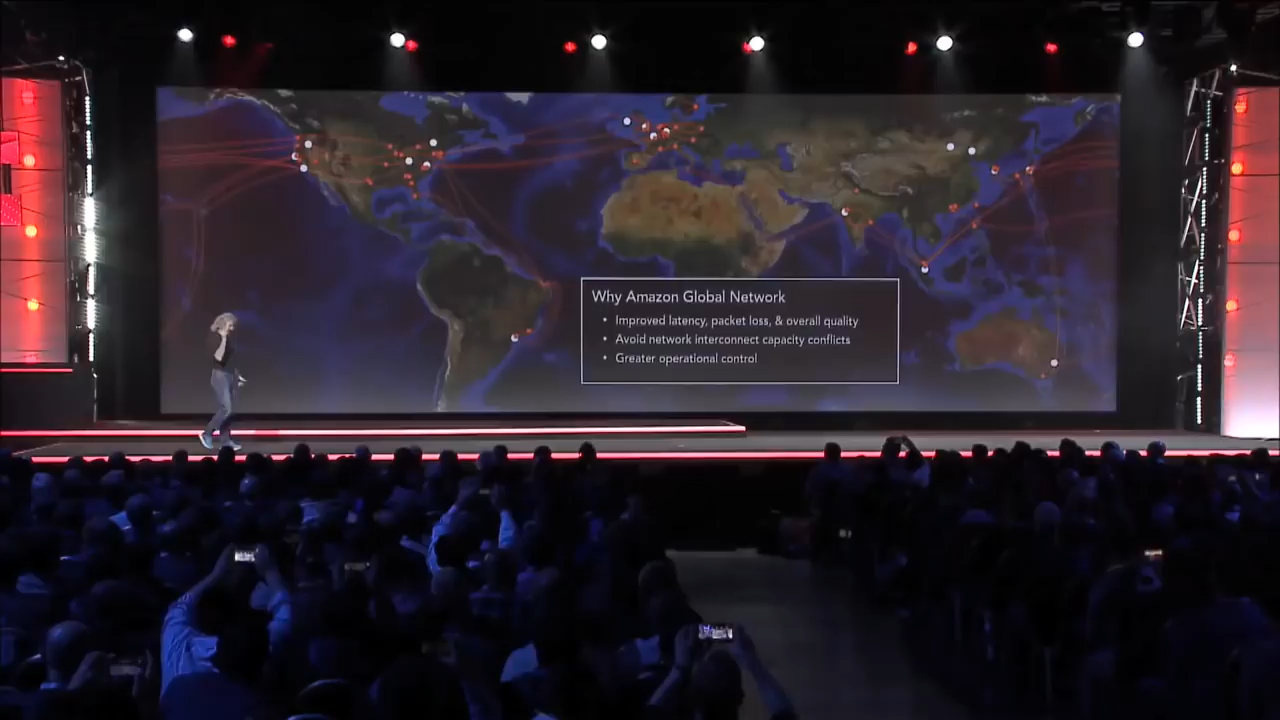 Why Amazon Global Network
• Improved latency, packet loss, & overall quality
• Avoid network interconnect capacity conflicts
• Greater operational control